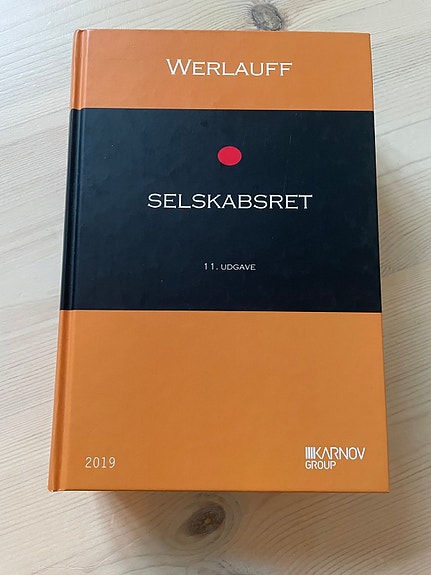 WERLAUFF
SELSKABSRET
11. UDGAVE
2019
KARNOV
GROUP